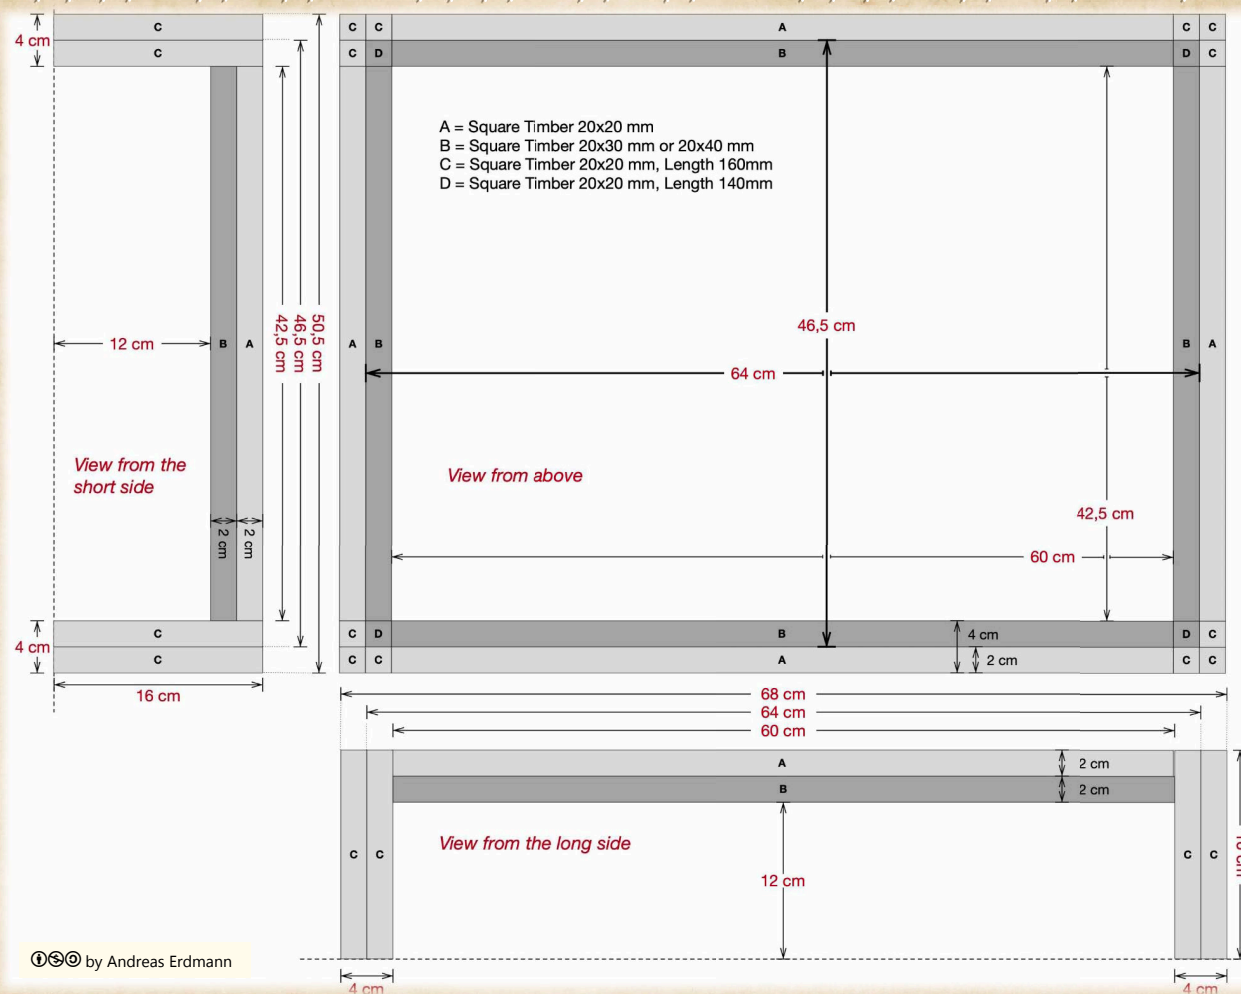 C
C
4 cm
12 cm
B
A
42,5 cm
46,5 cm
50,5 cm
View from the
short side
2 cm
2 cm
C
C
4 cm
16 cm
C C A C C
C D B D C
A = Square Timber 20x20 mm
B = Square Timber 20x30 mm or 20x40 mm
C = Square Timber 20x20 mm, Length 160mm
D = Square Timber 20x20 mm, Length 140mm
46,5 cm
A B B A
64 cm
View from above
42,5 cm
60 cm
C D B 4 cm D C
C C A 2 cm C C
68 cm
64 cm
60 cm
A 2 cm
B 2 cm
View from the long side
C C C C
12 cm
4 cm
4 cm
by Andreas Erdmann